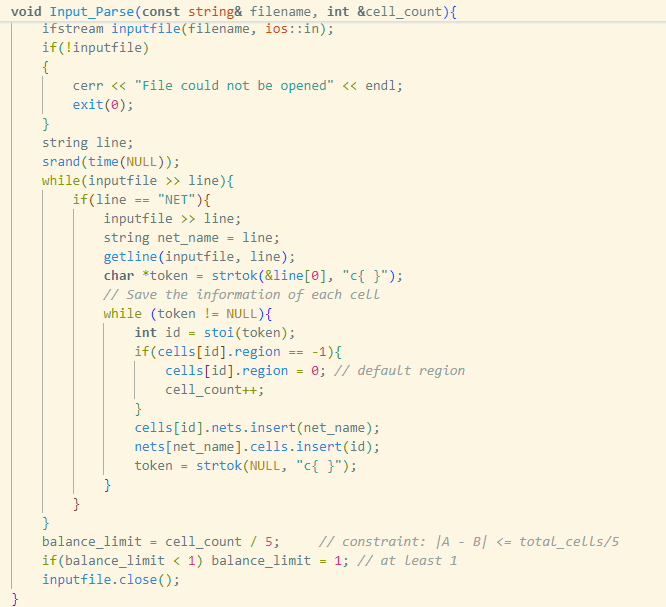 void Input_Parse(const string& filename, int &cell_count){
    ifstream inputfile(filename, ios::in);
    if(!inputfile)
    {
        cerr << "File could not be opened" << endl;
        exit(0);
    }
    string line;
    srand(time(NULL));
    while(inputfile >> line){
        if(line == "NET"){
            inputfile >> line;
            string net_name = line;
            getline(inputfile, line);
            char *token = strtok(&line[0], "c{ }");
            // Save the information of each cell
            while (token != NULL){
                int id = stoi(token);
                if(cells[id].region == -1){
                    cells[id].region = 0; // default region
                    cell_count++;
                }
                cells[id].nets.insert(net_name);
                nets[net_name].cells.insert(id);
                token = strtok(NULL, "c{ }");
            }
        }
    }
    balance_limit = cell_count / 5;     // constraint: |A - B| <= total_cells/5
    if(balance_limit < 1) balance_limit = 1; // at least 1
    inputfile.close();
}